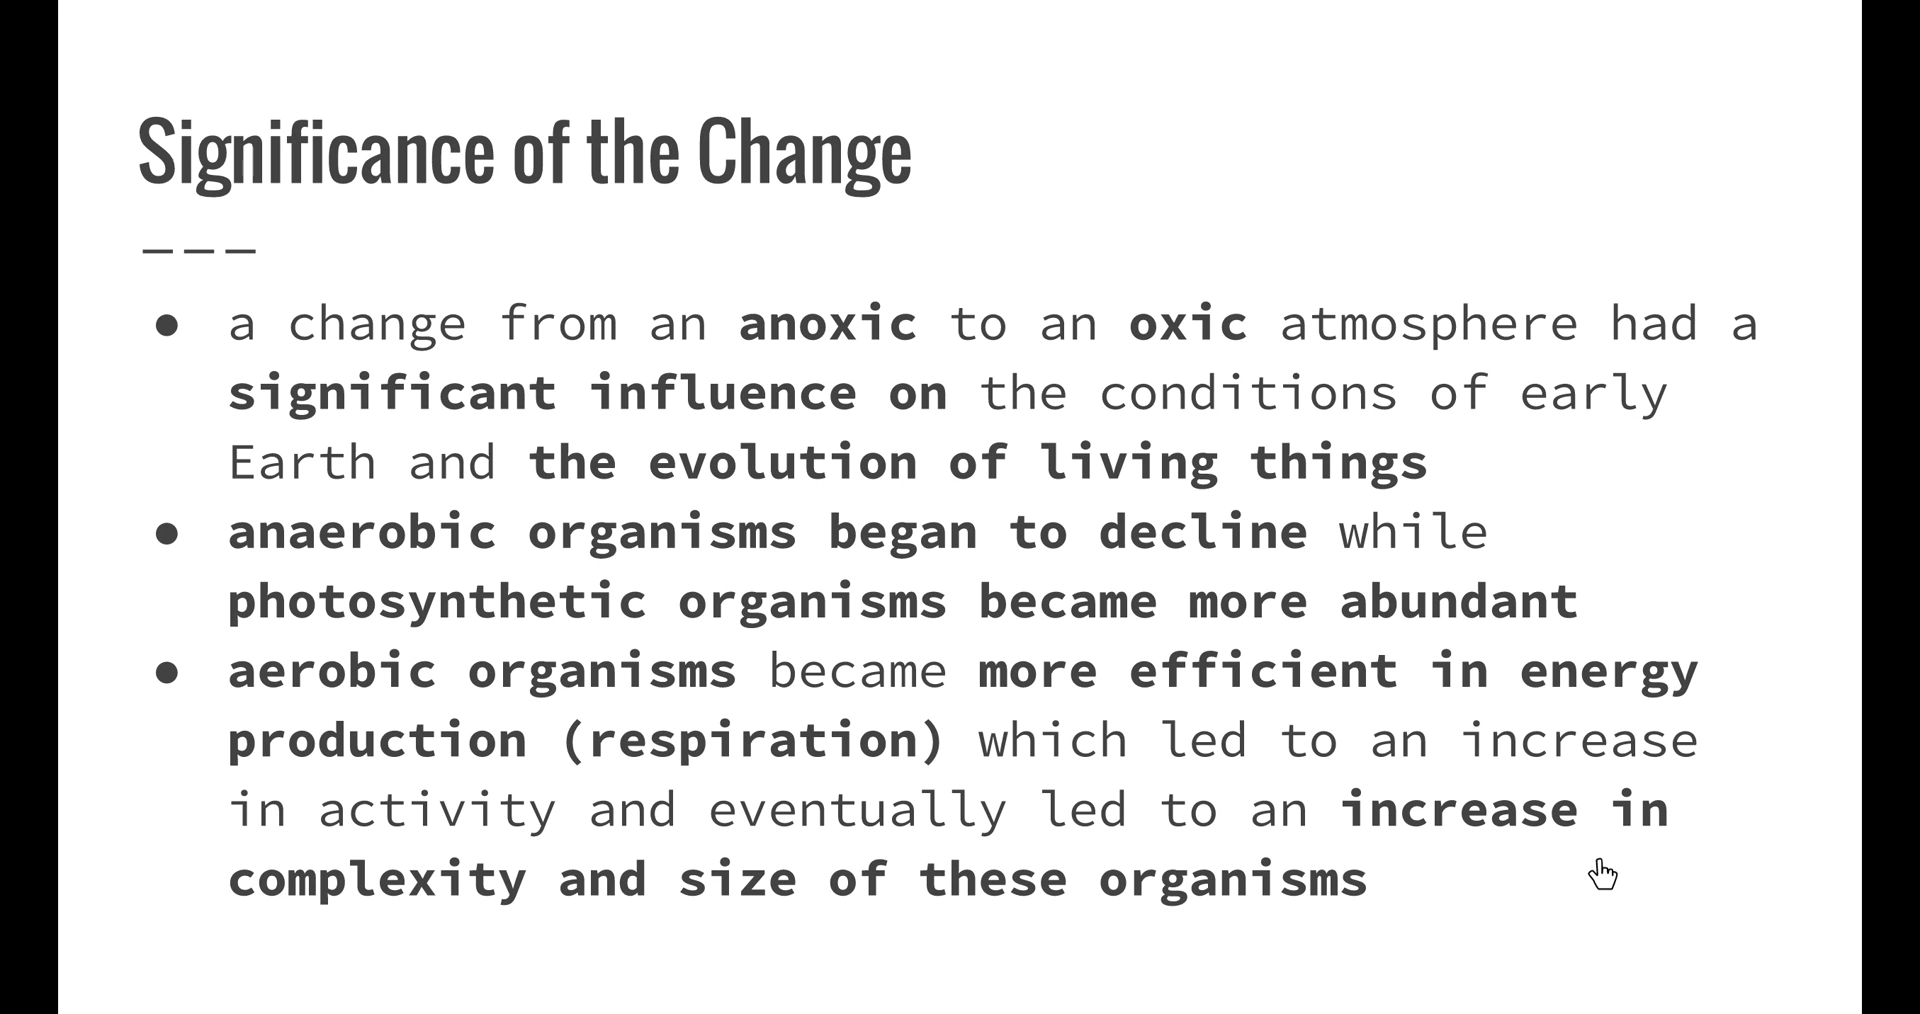 Significance of the Change
● a change from an anoxic to an oxic atmosphere had a
significant influence on the conditions of early
Earth and the evolution of living things
● anaerobic organisms began to decline while
photosynthetic organisms became more abundant
● aerobic organisms became more efficient in energy
production (respiration) which led to an increase
in activity and eventually led to an increase in
complexity and size of these organisms